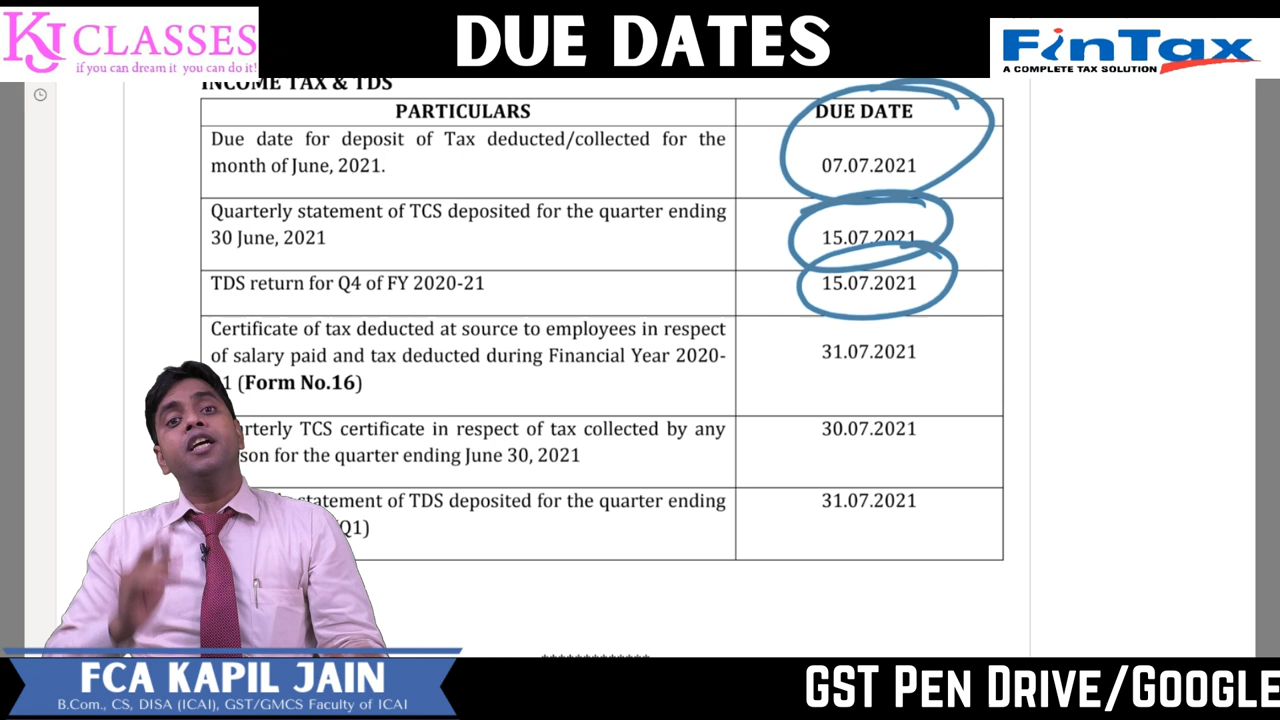 KJ CLASSES
if you can dream it you can do it!
DUE DATES
FinTax
A COMPLETE TAX SOLUTION
INCOME TAX & TDS
PARTICULARS
DUE DATE
Due date for deposit of Tax deducted/collected for the
month of June, 2021.
07.07.2021
Quarterly statement of TCS deposited for the quarter ending
30 June, 2021
15.07.2021
TDS return for Q4 of FY 2020-21
15.07.2021
Certificate of tax deducted at source to employees in respect
of salary paid and tax deducted during Financial Year 2020-
1 (Form No.16)
31.07.2021
rterly TCS certificate in respect of tax collected by any
son for the quarter ending June 30, 2021
30.07.2021
statement of TDS deposited for the quarter ending
Q1)
31.07.2021
*************
FCA KAPIL JAIN
B.Com., CS, DISA (ICAI), GST/GMCS Faculty of ICAI
GST PEN DRIVE/GOOGLE